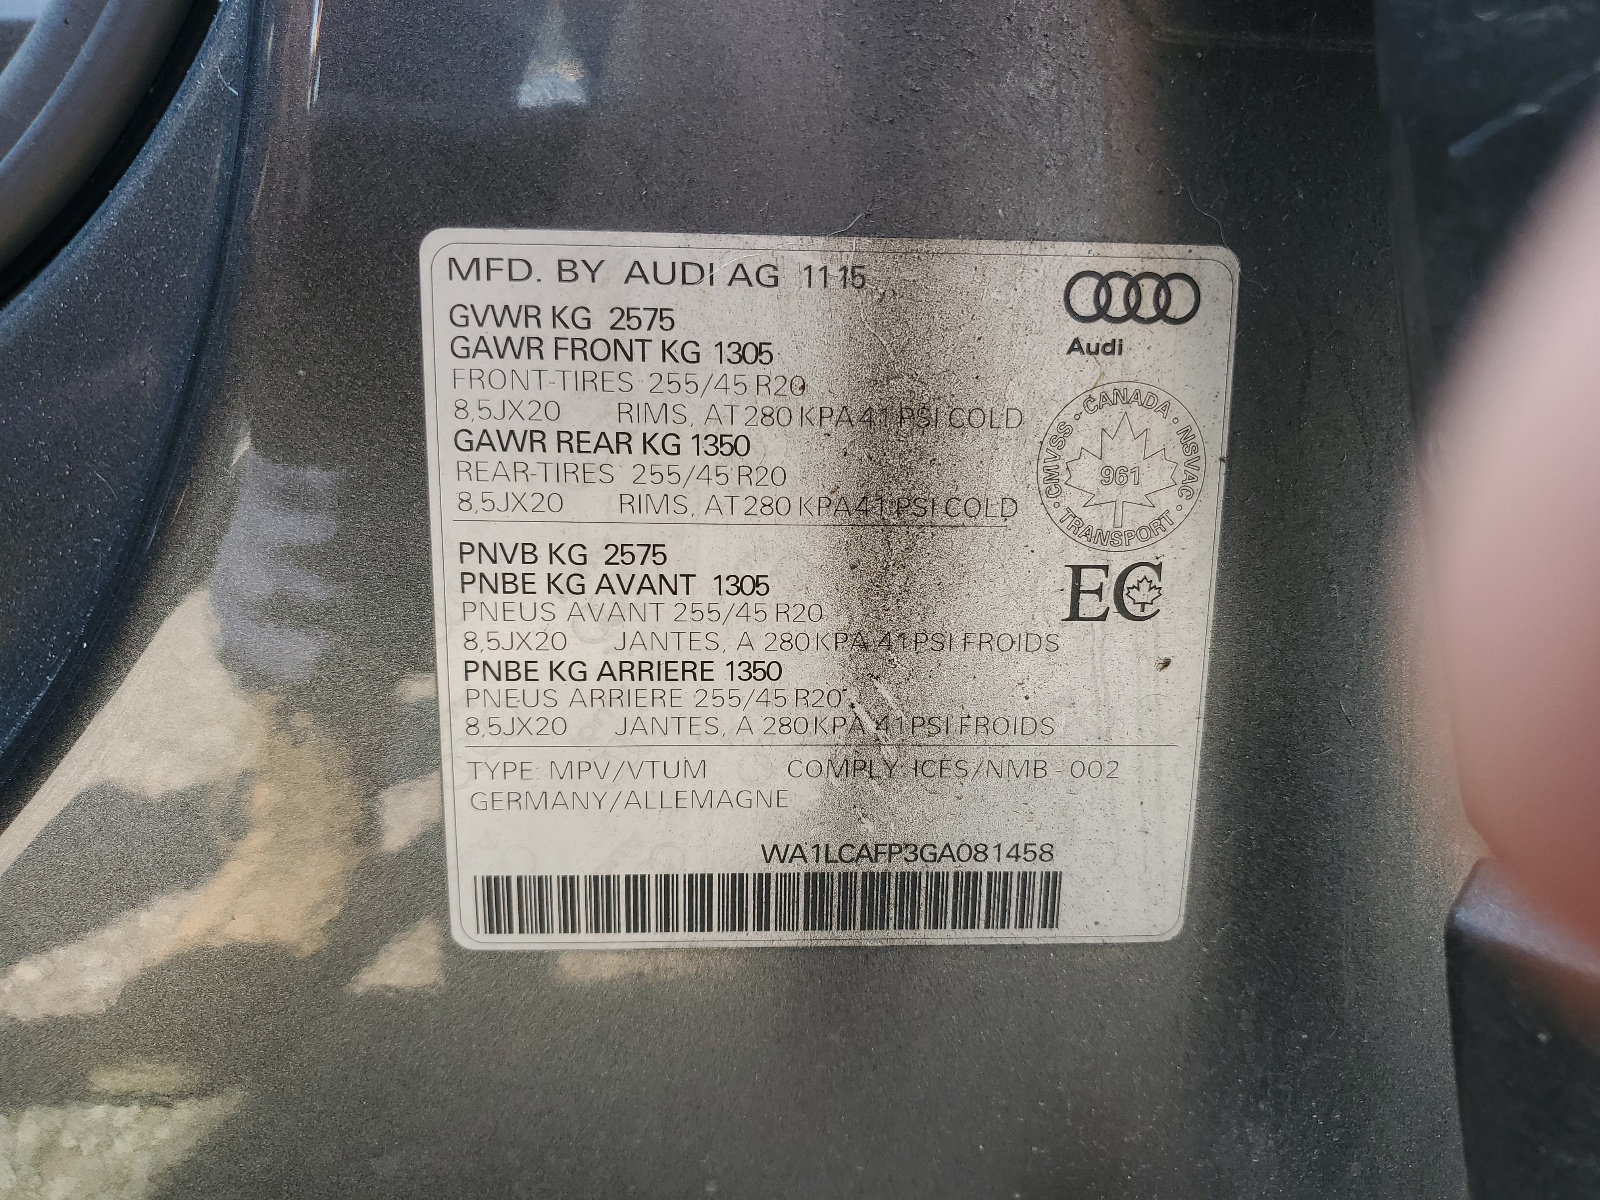 MFD. BY AUDI AG 11 15
GVWR KG 2575
GAWR FRONT KG 1305
FRONT-TIRES 255/45 R20
8,5JX20 RIMS, AT 280 KPA 41 PSI COLD
GAWR REAR KG 1350
REAR-TIRES 255/45 R20
8,5JX20 RIMS, AT 280 KPA 41 PSI COLD
Audi
CMVSS · CANADA · NSVAC · TRANSPORT ·
961
EC
PNVB KG 2575
PNBE KG AVANT 1305
PNEUS AVANT 255/45 R20
8,5JX20 JANTES, A 280 KPA 41 PSI FROIDS
PNBE KG ARRIERE 1350
PNEUS ARRIERE 255/45 R20
8,5JX20 JANTES, A 280 KPA 41 PSI FROIDS
TYPE: MPV/VTUM COMPLY: ICES/NMB - 002
GERMANY/ALLEMAGNE
WA1LCAFP3GA081458